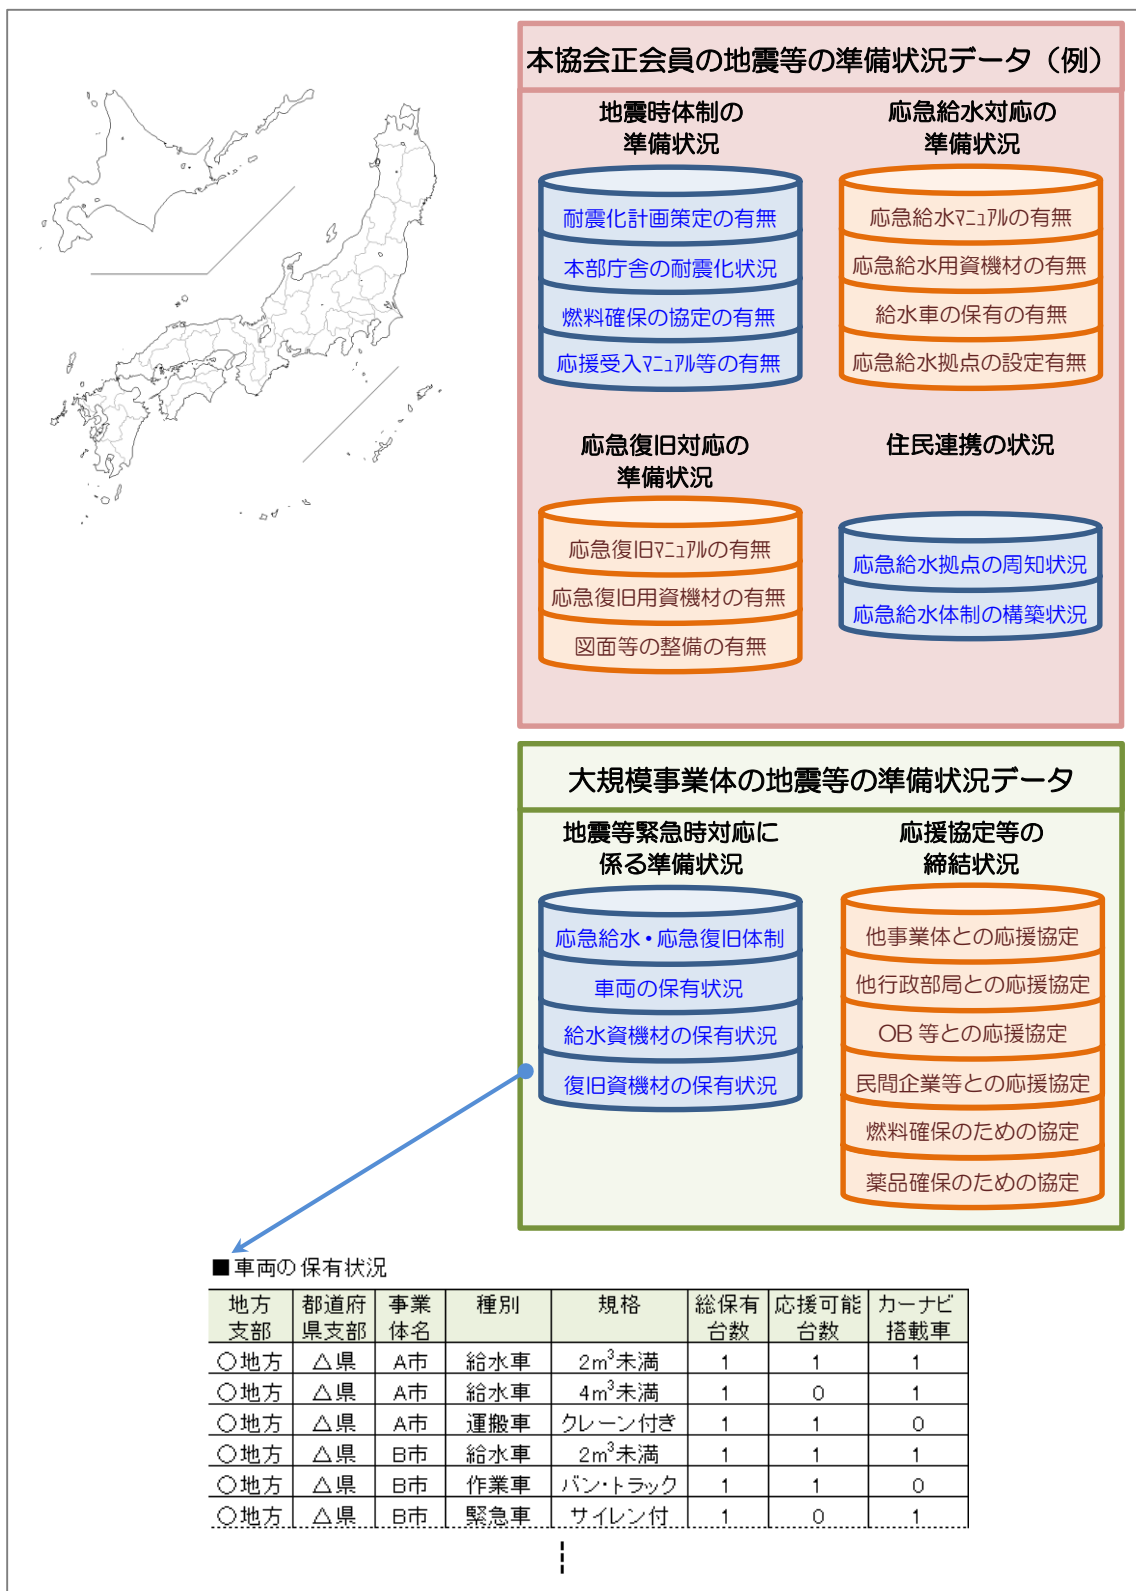 本協会正会員の地震等の準備状況データ（例）
地震時体制の
準備状況
耐震化計画策定の有無
本部庁舎の耐震化状況
燃料確保の協定の有無
応援受入マニュアル等の有無
応急給水対応の
準備状況
応急給水マニュアルの有無
応急給水用資機材の有無
給水車の保有の有無
応急給水拠点の設定有無
応急復旧対応の
準備状況
応急復旧マニュアルの有無
応急復旧用資機材の有無
図面等の整備の有無
住民連携の状況
応急給水拠点の周知状況
応急給水体制の構築状況
大規模事業体の地震等の準備状況データ
地震等緊急時対応に
係る準備状況
応急給水・応急復旧体制
車両の保有状況
給水資機材の保有状況
復旧資機材の保有状況
応援協定等の
締結状況
他事業体との応援協定
他行政部局との応援協定
OB 等との応援協定
民間企業等との応援協定
燃料確保のための協定
薬品確保のための協定
■車両の保有状況
地方支部 都道府県支部 事業体名 種別 規格 総保有台数 応援可能台数 カーナビ搭載車
○地方 △県 A市 給水車 2m³未満 1 1 1
○地方 △県 A市 給水車 4m³未満 1 0 1
○地方 △県 A市 運搬車 クレーン付き 1 1 0
○地方 △県 B市 給水車 2m³未満 1 1 1
○地方 △県 B市 作業車 バン・トラック 1 1 0
○地方 △県 B市 緊急車 サイレン付 1 0 1